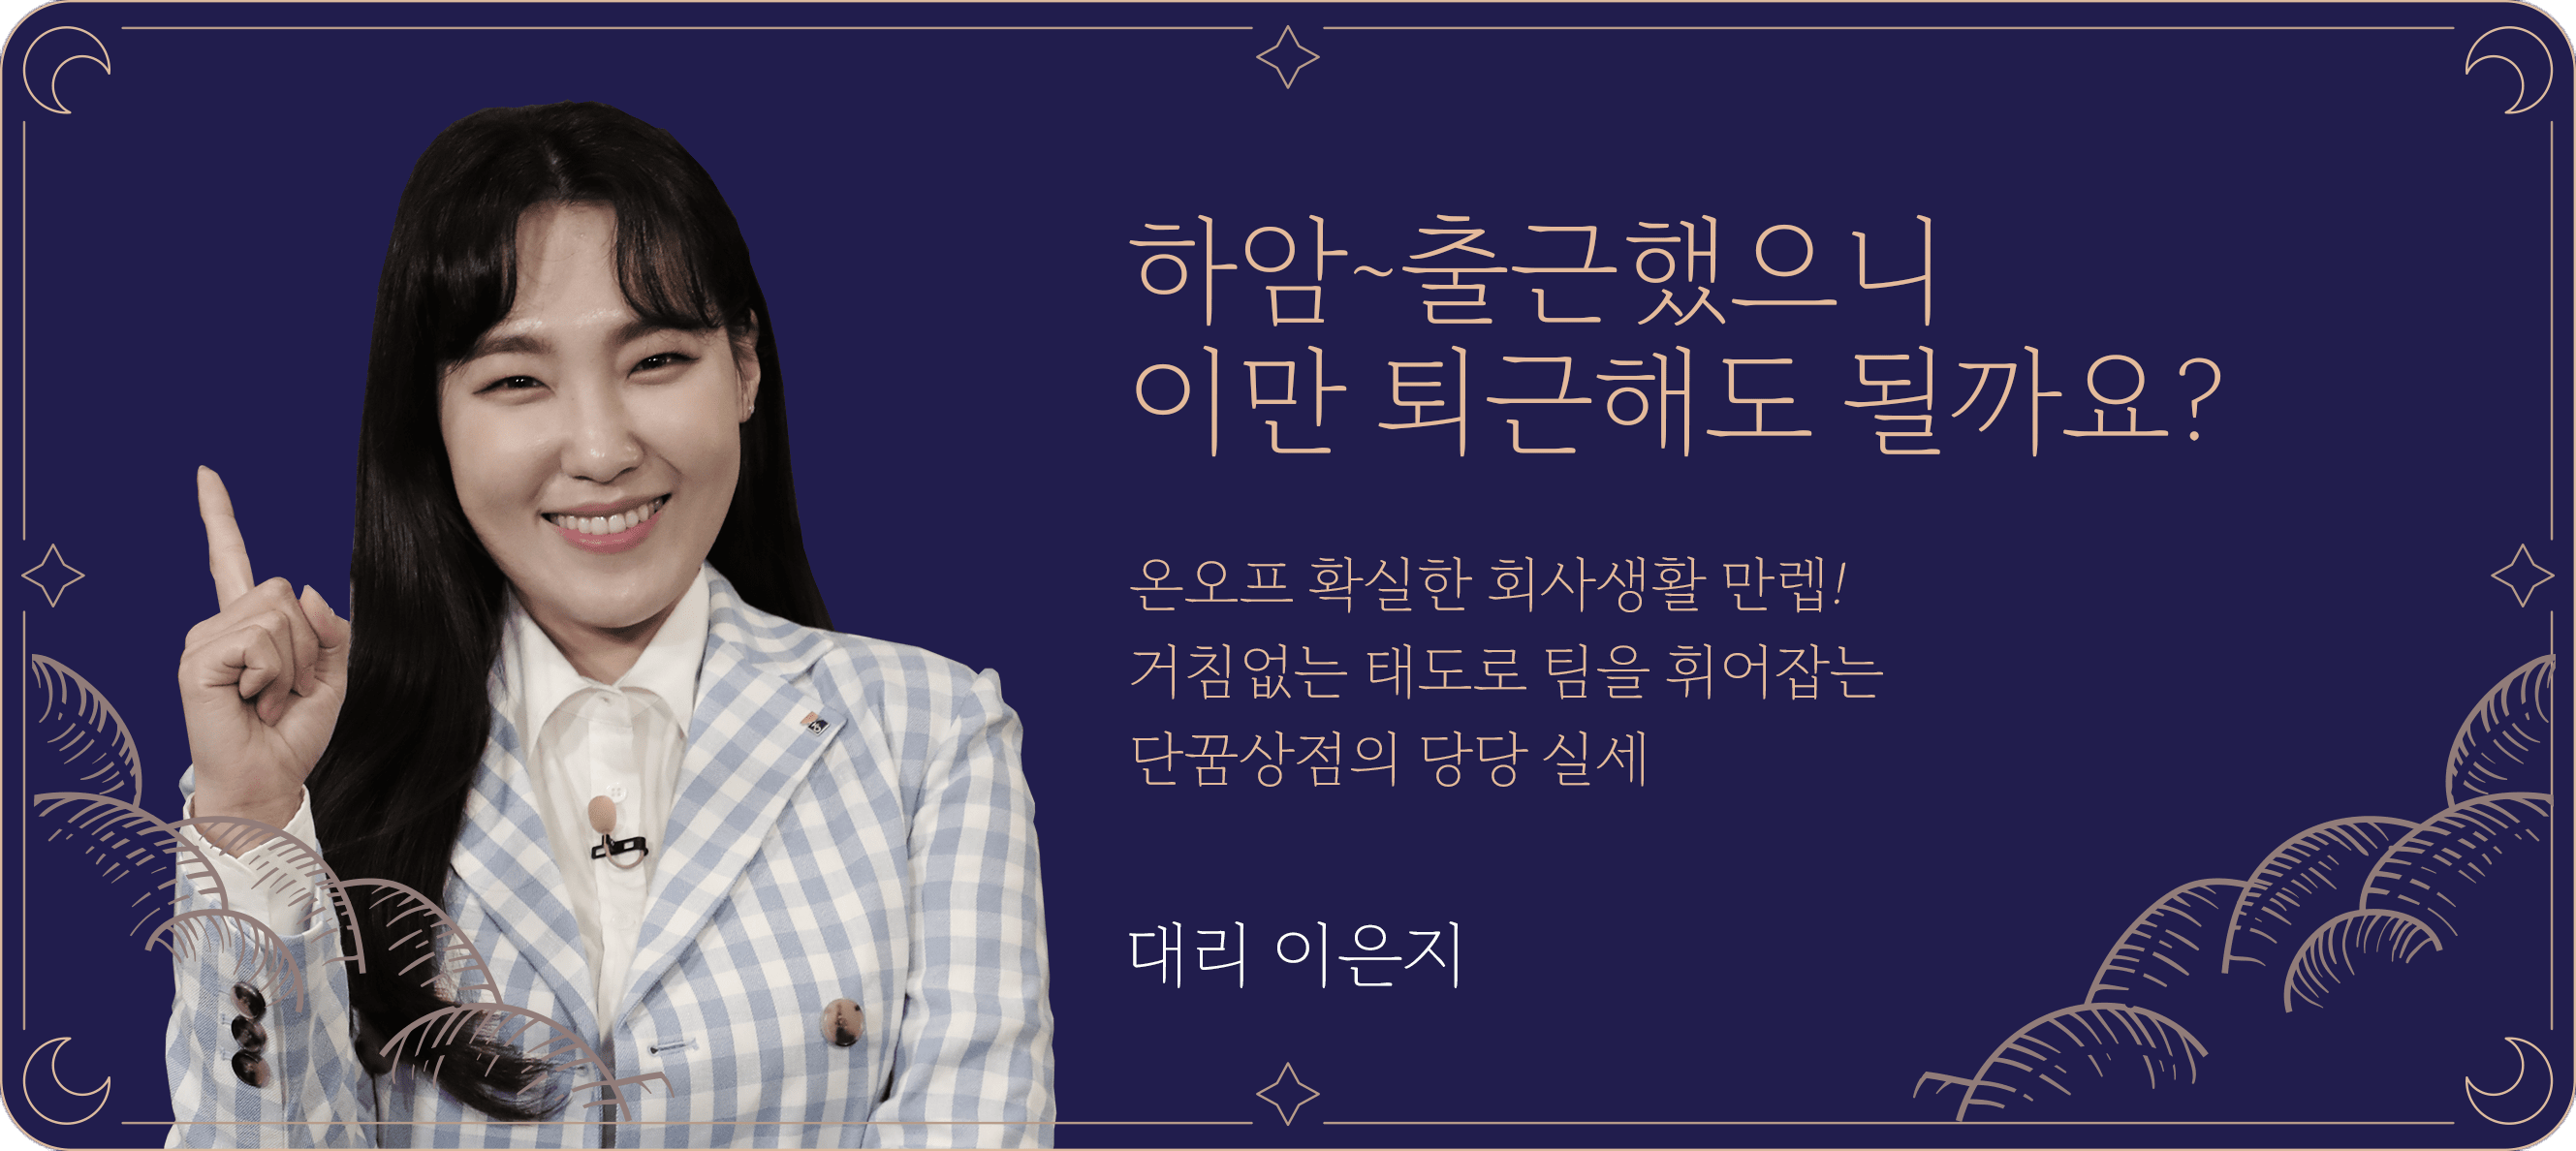 하암~출근했으니
이만 퇴근해도 될까요?
온오프 확실한 회사생활 만렙!
거침없는 태도로 팀을 휘어잡는
단꿈상점의 당당 실세
대리 이은지